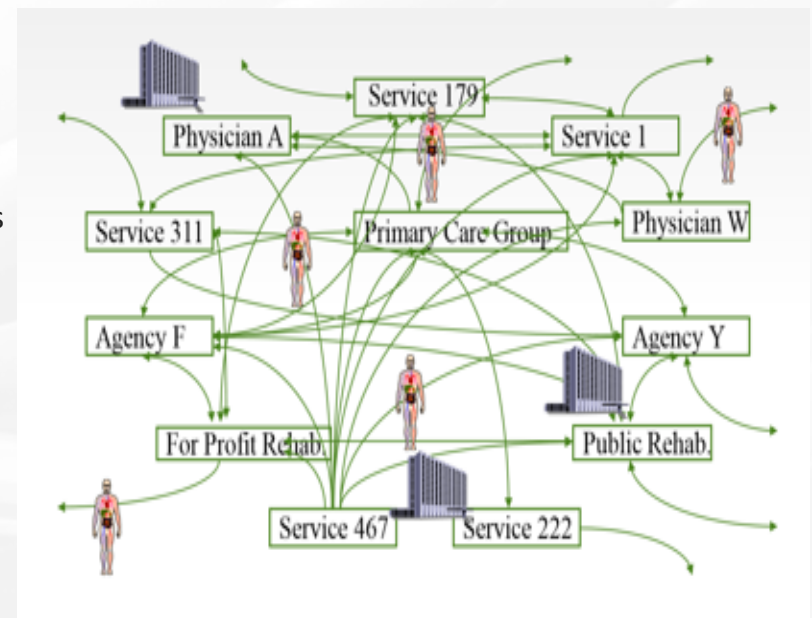 Service 179
Physician A
Service 1
s
Service 311
Primary Care Group
Physician W
Agency F
Agency Y
For Profit Rehab.
Public Rehab.
Service 467
Service 222